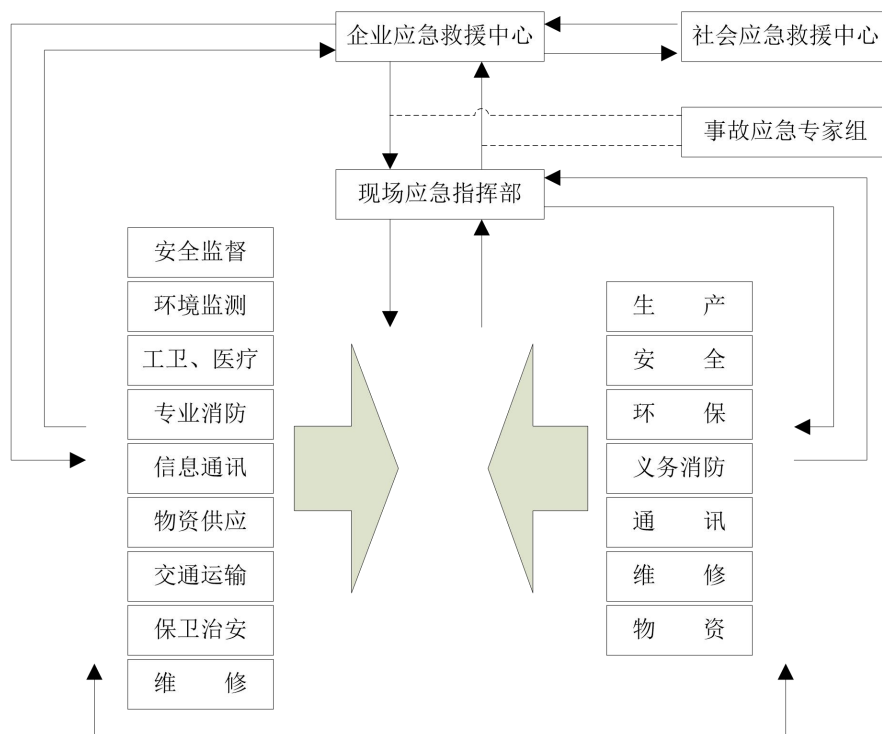 企业应急救援中心
社会应急救援中心
事故应急专家组
现场应急指挥部
安全监督
环境监测
工卫、医疗
专业消防
信息通讯
物资供应
交通运输
保卫治安
维 修
生 产
安 全
环 保
义务消防
通 讯
维 修
物 资